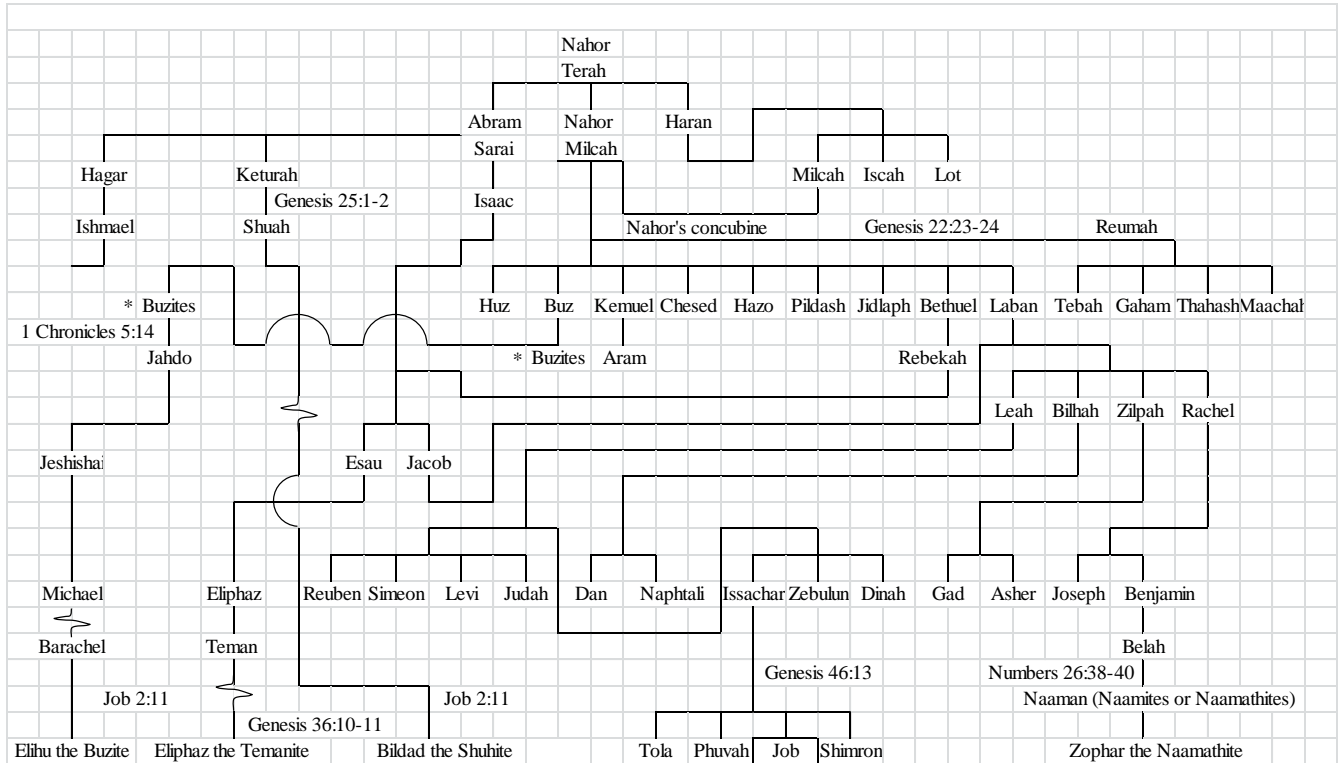 Nahor
Terah
Abram Nahor Haran
Sarai Milcah
Hagar Keturah Milcah Iscah Lot
Genesis 25:1-2 Isaac
Ishmael Shuah Nahor's concubine Genesis 22:23-24 Reumah
* Buzites Huz Buz Kemuel Chesed Hazo Pildash Jidlaph Bethuel Laban Tebah Gaham Thahash Maachah
1 Chronicles 5:14
Jahdo * Buzites Aram Rebekah
Leah Bilhah Zilpah Rachel
Jeshishai Esau Jacob
Michael Eliphaz Reuben Simeon Levi Judah Dan Naphtali Issachar Zebulun Dinah Gad Asher Joseph Benjamin
Barachel Teman Belah
Genesis 46:13 Numbers 26:38-40
Job 2:11 Job 2:11 Naaman (Naamites or Naamathites)
Genesis 36:10-11
Elihu the Buzite Eliphaz the Temanite Bildad the Shuhite Tola Phuvah Job Shimron Zophar the Naamathite